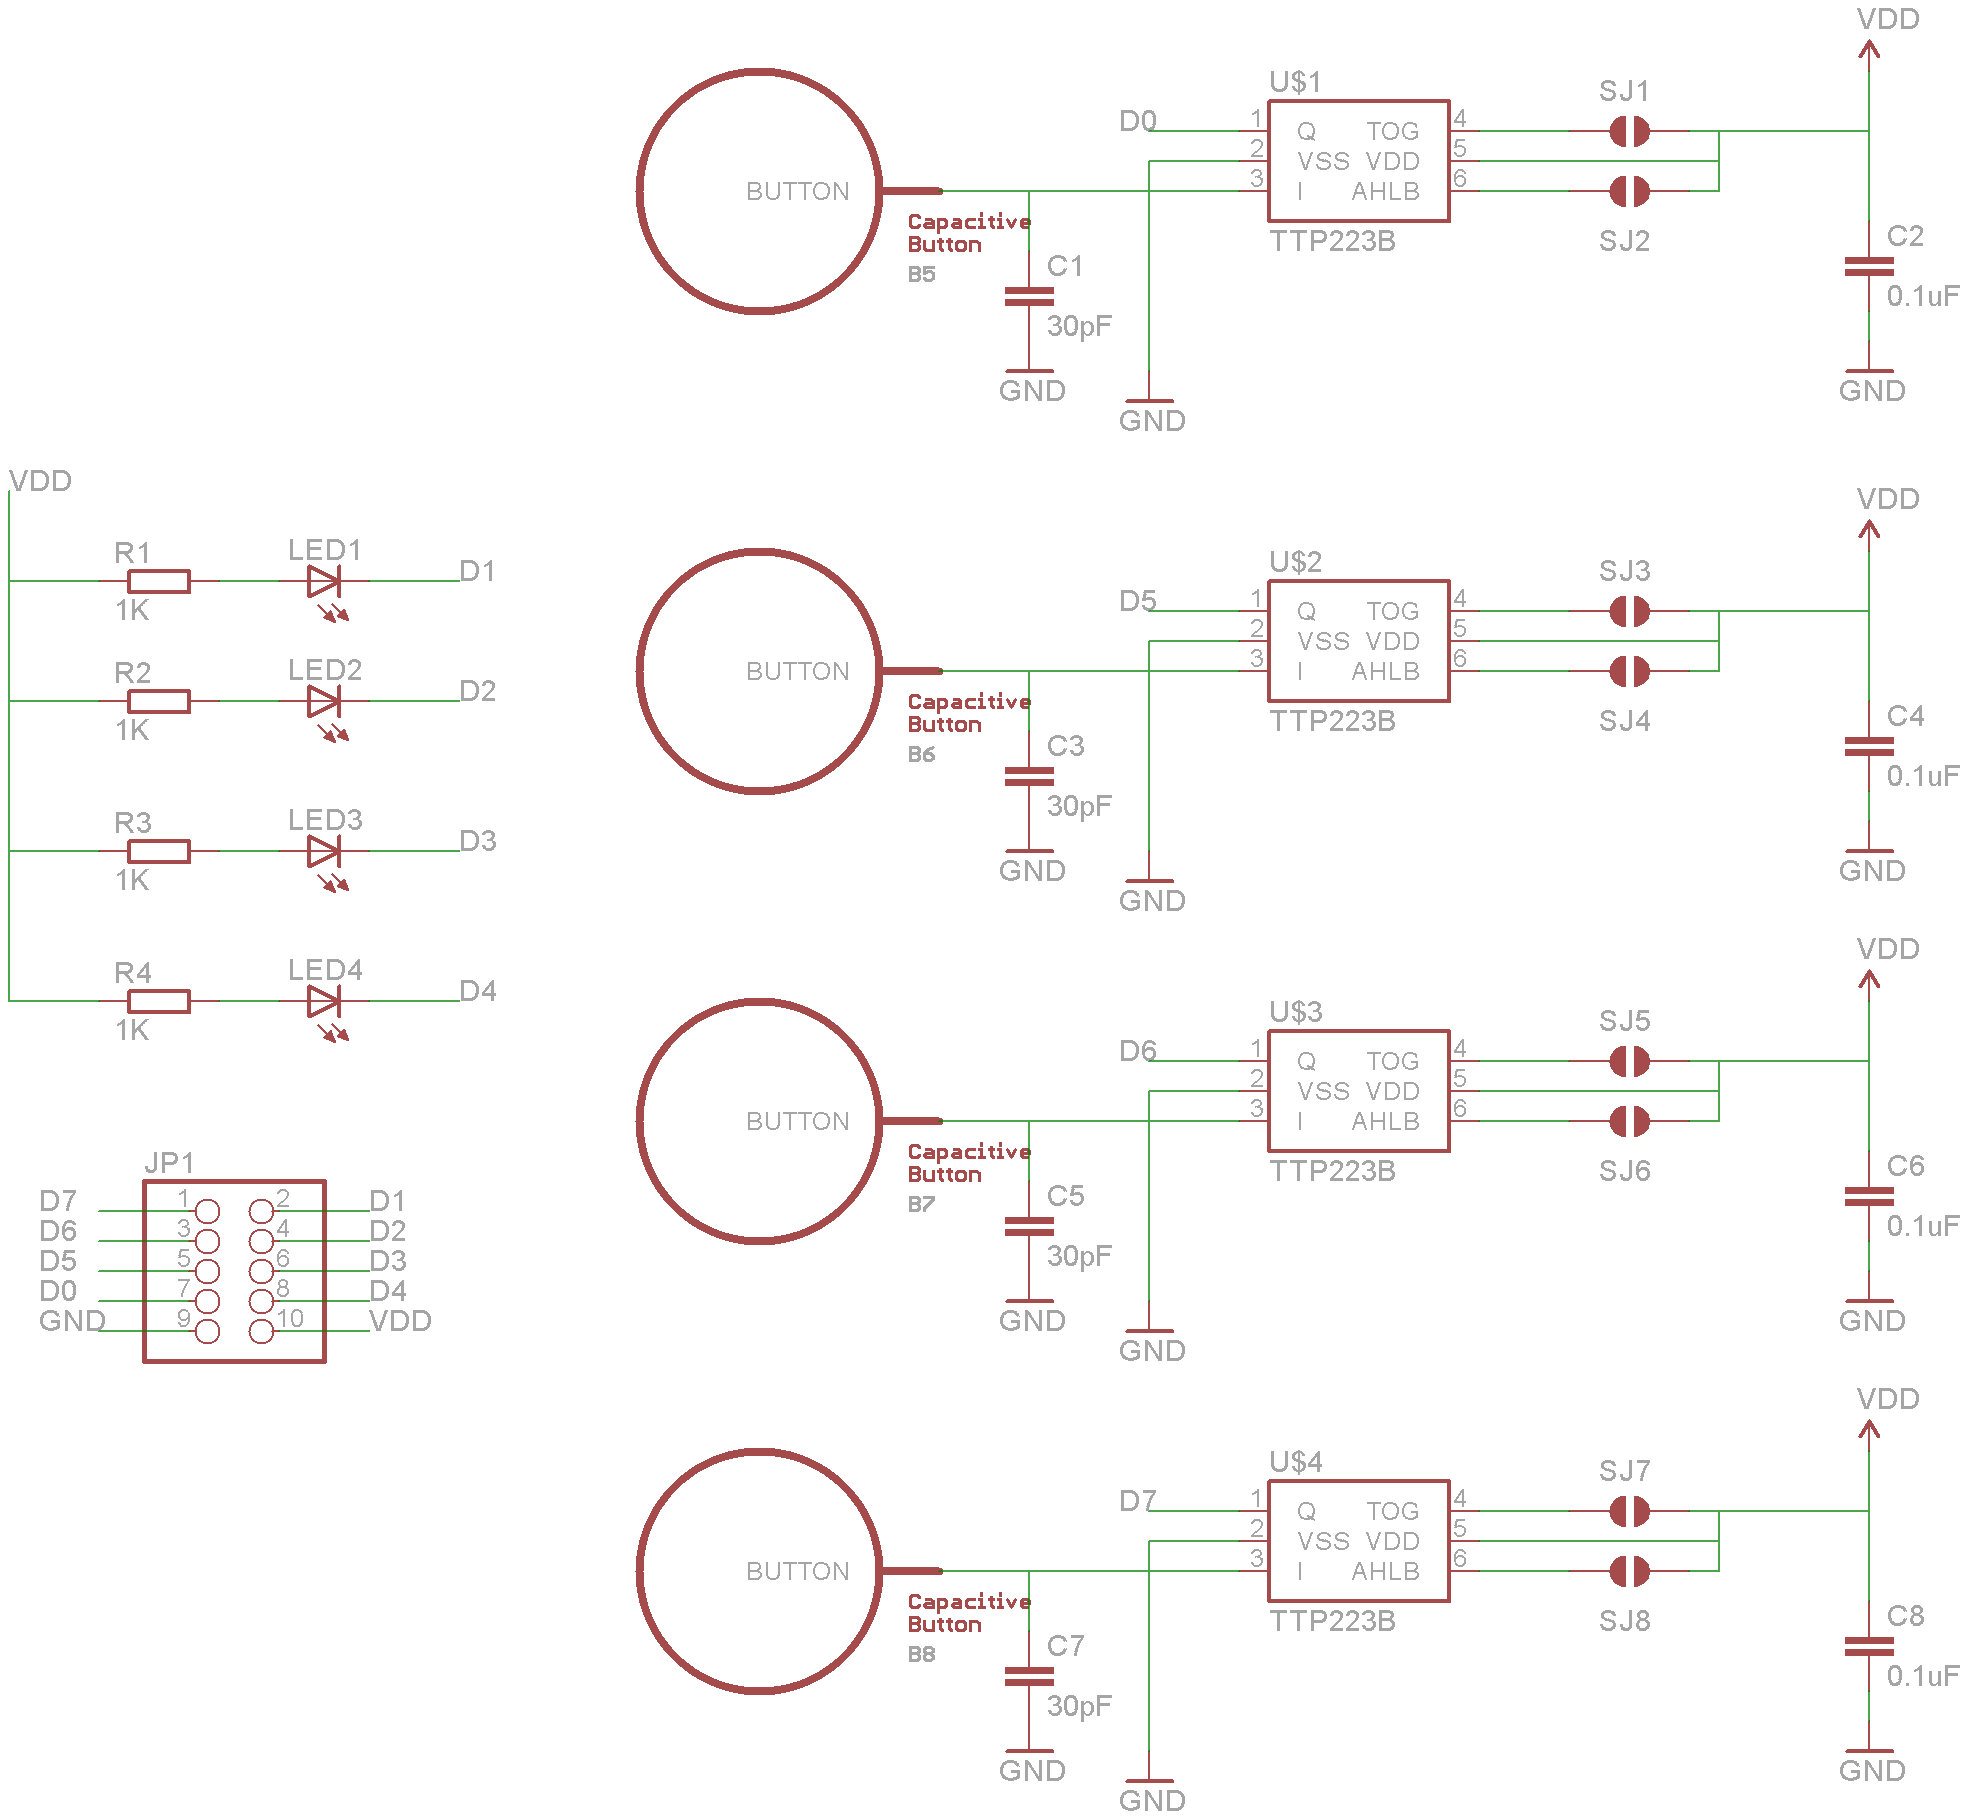 VDD
U$1
SJ1
D0
1
Q
TOG
4
2
VSS
VDD
5
BUTTON
3
I
AHLB
6
Capacitive
Button
B5
TTP223B
SJ2
C2
0.1uF
C1
30pF
GND
GND
GND
VDD
R1
1K
LED1
D1
R2
1K
LED2
D2
R3
1K
LED3
D3
R4
1K
LED4
D4
VDD
U$2
SJ3
D5
1
Q
TOG
4
2
VSS
VDD
5
BUTTON
3
I
AHLB
6
Capacitive
Button
B6
TTP223B
SJ4
C4
0.1uF
C3
30pF
GND
GND
GND
VDD
U$3
SJ5
D6
1
Q
TOG
4
2
VSS
VDD
5
BUTTON
3
I
AHLB
6
Capacitive
Button
B7
TTP223B
SJ6
C6
0.1uF
C5
30pF
GND
GND
GND
JP1
D7 1 2 D1
D6 3 4 D2
D5 5 6 D3
D0 7 8 D4
GND 9 10 VDD
VDD
U$4
SJ7
D7
1
Q
TOG
4
2
VSS
VDD
5
BUTTON
3
I
AHLB
6
Capacitive
Button
B8
TTP223B
SJ8
C8
0.1uF
C7
30pF
GND
GND
GND